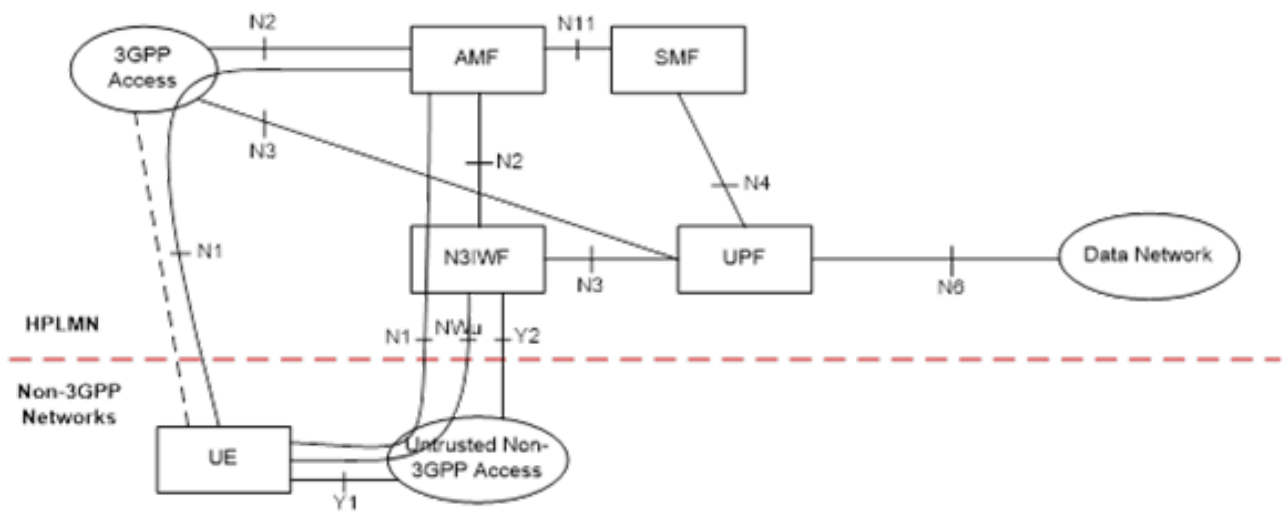 N2
N11
3GPP
Access
AMF
SMF
N3
N2
N4
N1
N3IWF
UPF
Data Network
N3
N6
HPLMN
N1
NWu
Y2
Non-3GPP
Networks
UE
Untrusted Non-
3GPP Access
Y1